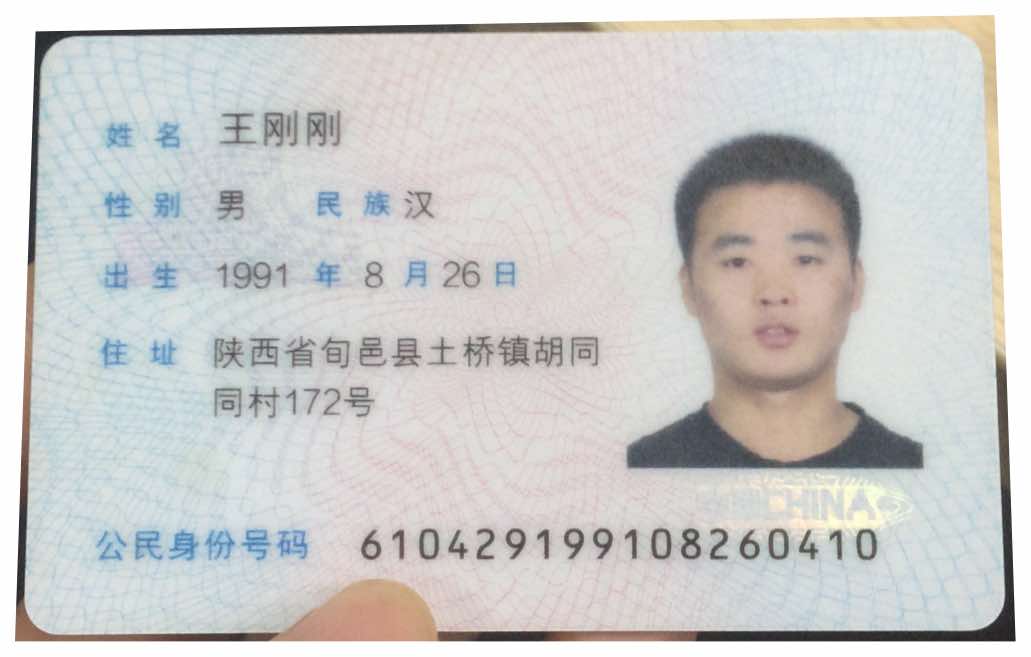 姓名 王刚刚
性别 男 民族 汉
出生 1991 年 8 月 26 日
住址 陕西省旬邑县土桥镇胡同
同村172号
CHINA
公民身份号码 610429199108260410